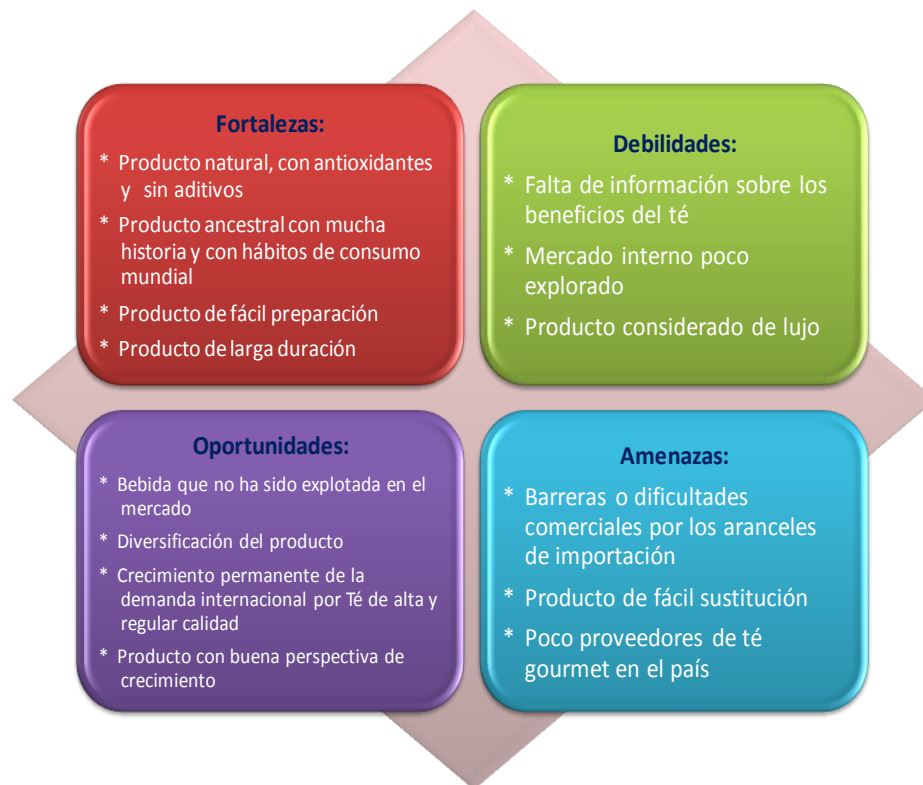 Fortalezas:
* Producto natural, con antioxidantes
y sin aditivos
* Producto ancestral con mucha
historia y con hábitos de consumo
mundial
* Producto de fácil preparación
* Producto de larga duración
Debilidades:
* Falta de información sobre los
beneficios del té
* Mercado interno poco
explorado
* Producto considerado de lujo
Oportunidades:
* Bebida que no ha sido explotada en el
mercado
* Diversificación del producto
* Crecimiento permanente de la
demanda internacional por Té de alta y
regular calidad
* Producto con buena perspectiva de
crecimiento
Amenazas:
* Barreras o dificultades
comerciales por los aranceles
de importación
* Producto de fácil sustitución
* Poco proveedores de té
gourmet en el país